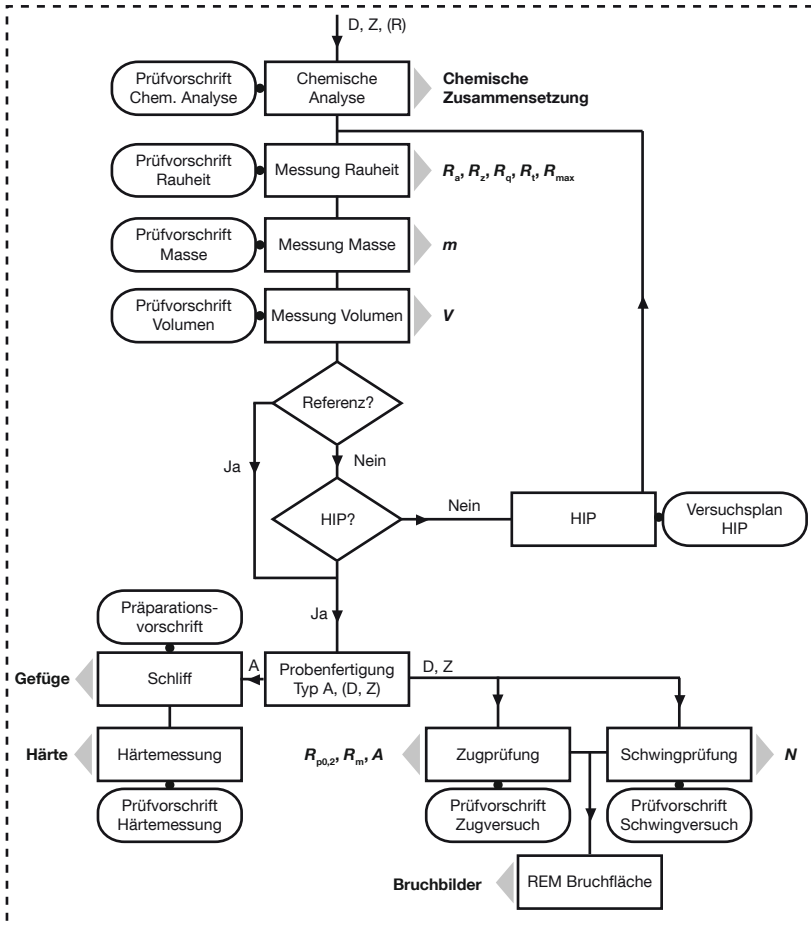 D, Z, (R)
Prüfvorschrift
Chem. Analyse
Chemische
Analyse
Chemische
Zusammensetzung
Prüfvorschrift
Rauheit
Messung Rauheit
Ra, Rz, Rq, Rt, Rmax
Prüfvorschrift
Masse
Messung Masse
m
Prüfvorschrift
Volumen
Messung Volumen
V
Referenz?
Ja
Nein
HIP?
Nein
HIP
Versuchsplan
HIP
Ja
Präparations-
vorschrift
Gefüge
Schliff
A
Probenfertigung
Typ A, (D, Z)
D, Z
Härte
Härtemessung
Rp0,2, Rm, A
Zugprüfung
Schwingprüfung
N
Prüfvorschrift
Härtemessung
Prüfvorschrift
Zugversuch
Prüfvorschrift
Schwingversuch
Bruchbilder
REM Bruchfläche